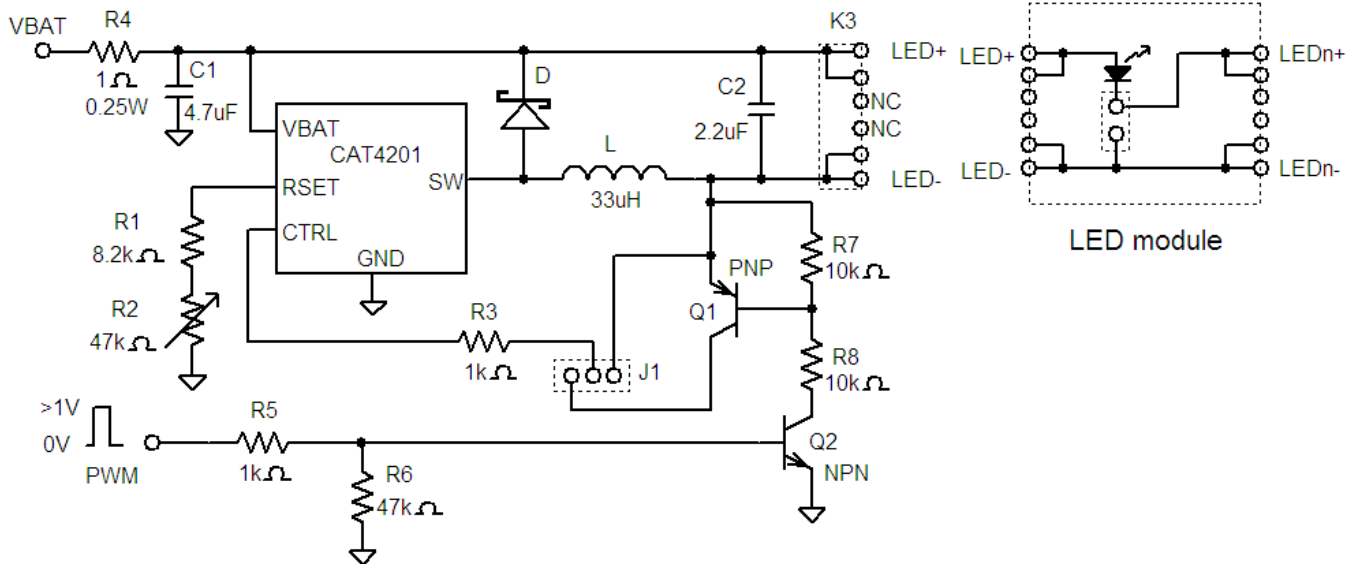 VBAT
R4
1Ω
0.25W
C1
4.7uF
D
C2
2.2uF
K3
LED+
NC
NC
LED-
VBAT
CAT4201
RSET
SW
CTRL
GND
L
33uH
R1
8.2kΩ
R2
47kΩ
R3
1kΩ
J1
PNP
Q1
R7
10kΩ
R8
10kΩ
Q2
NPN
>1V
0V
PWM
R5
1kΩ
R6
47kΩ
LED+
LEDn+
LED-
LEDn-
LED module